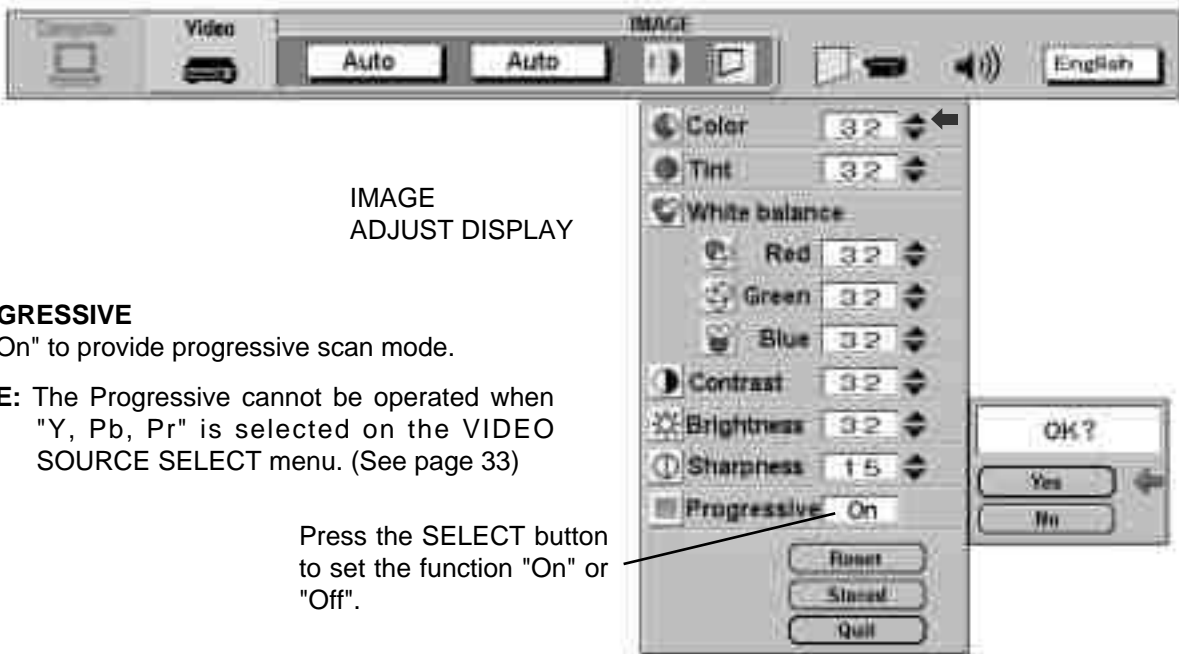 IMAGE
Computer
Video
Auto
Auto
English
Color 32
Tint 32
White balance
Red 32
Green 32
Blue 32
Contrast 32
Brightness 32
Sharpness 15
Progressive On
Reset
Stored
Quit
OK?
Yes
No
IMAGE
ADJUST DISPLAY
GRESSIVE
On" to provide progressive scan mode.
E: The Progressive cannot be operated when
"Y, Pb, Pr" is selected on the VIDEO
SOURCE SELECT menu. (See page 33)
Press the SELECT button
to set the function "On" or
"Off".